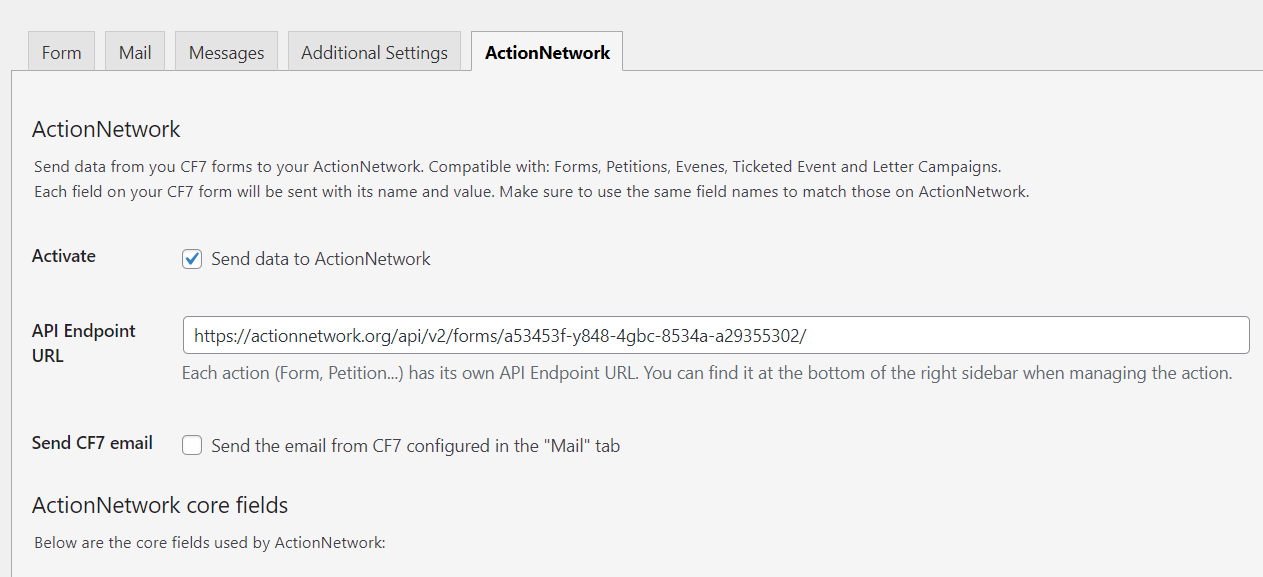 Form Mail Messages Additional Settings ActionNetwork
ActionNetwork
Send data from you CF7 forms to your ActionNetwork. Compatible with: Forms, Petitions, Evenes, Ticketed Event and Letter Campaigns.
Each field on your CF7 form will be sent with its name and value. Make sure to use the same field names to match those on ActionNetwork.
Activate Send data to ActionNetwork
API Endpoint URL https://actionnetwork.org/api/v2/forms/a53453f-y848-4gbc-8534a-a29355302/
Each action (Form, Petition...) has its own API Endpoint URL. You can find it at the bottom of the right sidebar when managing the action.
Send CF7 email Send the email from CF7 configured in the "Mail" tab
ActionNetwork core fields
Below are the core fields used by ActionNetwork: